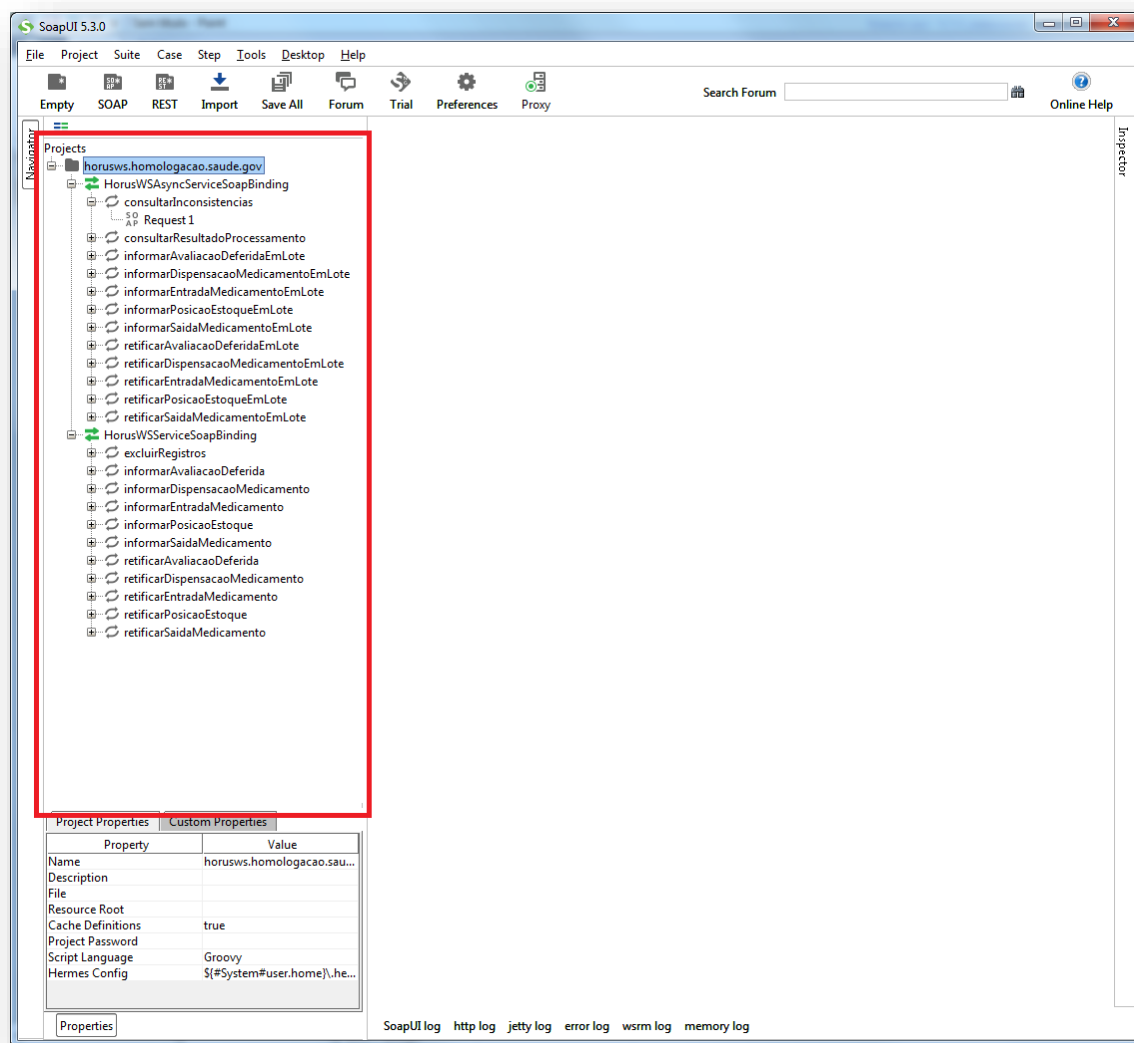 SoapUI 5.3.0
File Project Suite Case Step Tools Desktop Help
Empty SOAP REST Import Save All Forum Trial Preferences Proxy Search Forum Online Help
Navigator
Inspector
Projects
horusws.homologacao.saude.gov
HorusWSAsyncServiceSoapBinding
consultarInconsistencias
SOAP Request 1
consultarResultadoProcessamento
informarAvaliacaoDeferidaEmLote
informarDispensacaoMedicamentoEmLote
informarEntradaMedicamentoEmLote
informarPosicaoEstoqueEmLote
informarSaidaMedicamentoEmLote
retificarAvaliacaoDeferidaEmLote
retificarDispensacaoMedicamentoEmLote
retificarEntradaMedicamentoEmLote
retificarPosicaoEstoqueEmLote
retificarSaidaMedicamentoEmLote
HorusWSServiceSoapBinding
excluirRegistros
informarAvaliacaoDeferida
informarDispensacaoMedicamento
informarEntradaMedicamento
informarPosicaoEstoque
informarSaidaMedicamento
retificarAvaliacaoDeferida
retificarDispensacaoMedicamento
retificarEntradaMedicamento
retificarPosicaoEstoque
retificarSaidaMedicamento
Project Properties Custom Properties
Property Value
Name horusws.homologacao.sau...
Description
File
Resource Root
Cache Definitions true
Project Password
Script Language Groovy
Hermes Config ${#System#user.home}\.he...
Properties
SoapUI log http log jetty log error log wsrm log memory log